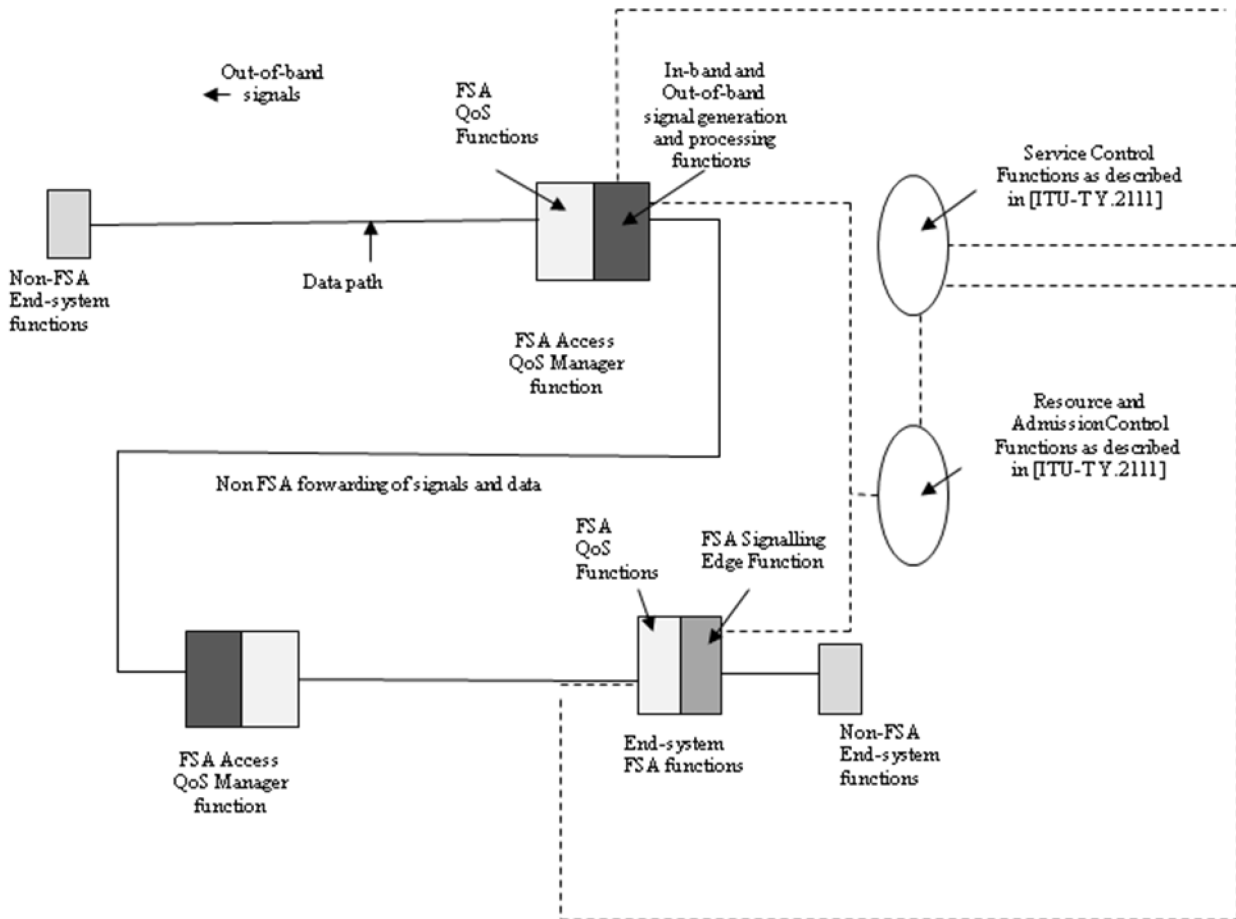 Out-of-band
signals
FSA
QoS
Functions
In-band and
Out-of-band
signal generation
and processing
functions
Service Control
Functions as described
in [ITU-T Y.2111]
Non-FSA
End-system
functions
Data path
FSA Access
QoS Manager
function
Resource and
Admission Control
Functions as described
in [ITU-T Y.2111]
Non FSA forwarding of signals and data
FSA
QoS
Functions
FSA Signalling
Edge Function
FSA Access
QoS Manager
function
End-system
FSA functions
Non-FSA
End-system
functions